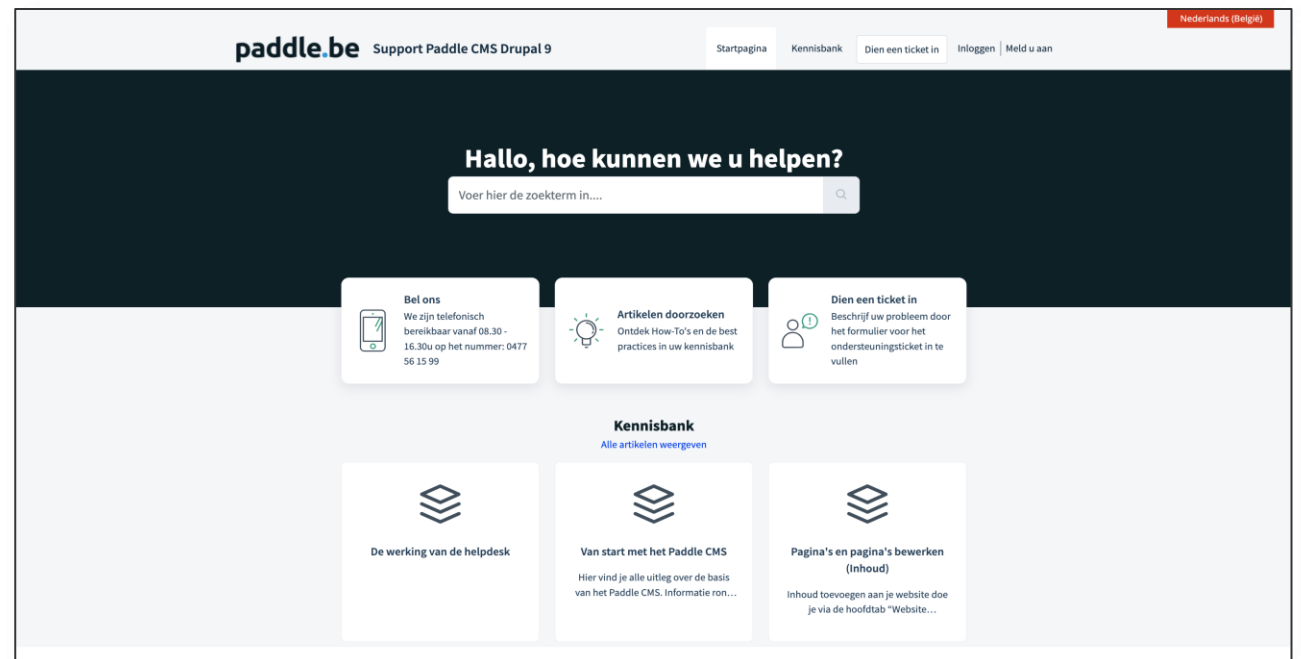 Nederlands (België)
paddle.be Support Paddle CMS Drupal 9
Startpagina Kennisbank Dien een ticket in Inloggen | Meld u aan
Hallo, hoe kunnen we u helpen?
Voer hier de zoekterm in....
Bel ons
We zijn telefonisch
bereikbaar vanaf 08.30 -
16.30u op het nummer: 0477
56 15 99
Artikelen doorzoeken
Ontdek How-To's en de best
practices in uw kennisbank
Dien een ticket in
Beschrijf uw probleem door
het formulier voor het
ondersteuningsticket in te
vullen
Kennisbank
Alle artikelen weergeven
De werking van de helpdesk
Van start met het Paddle CMS
Hier vind je alle uitleg over de basis
van het Paddle CMS. Informatie ron...
Pagina's en pagina's bewerken
(Inhoud)
Inhoud toevoegen aan je website doe
je via de hoofdtab "Website...